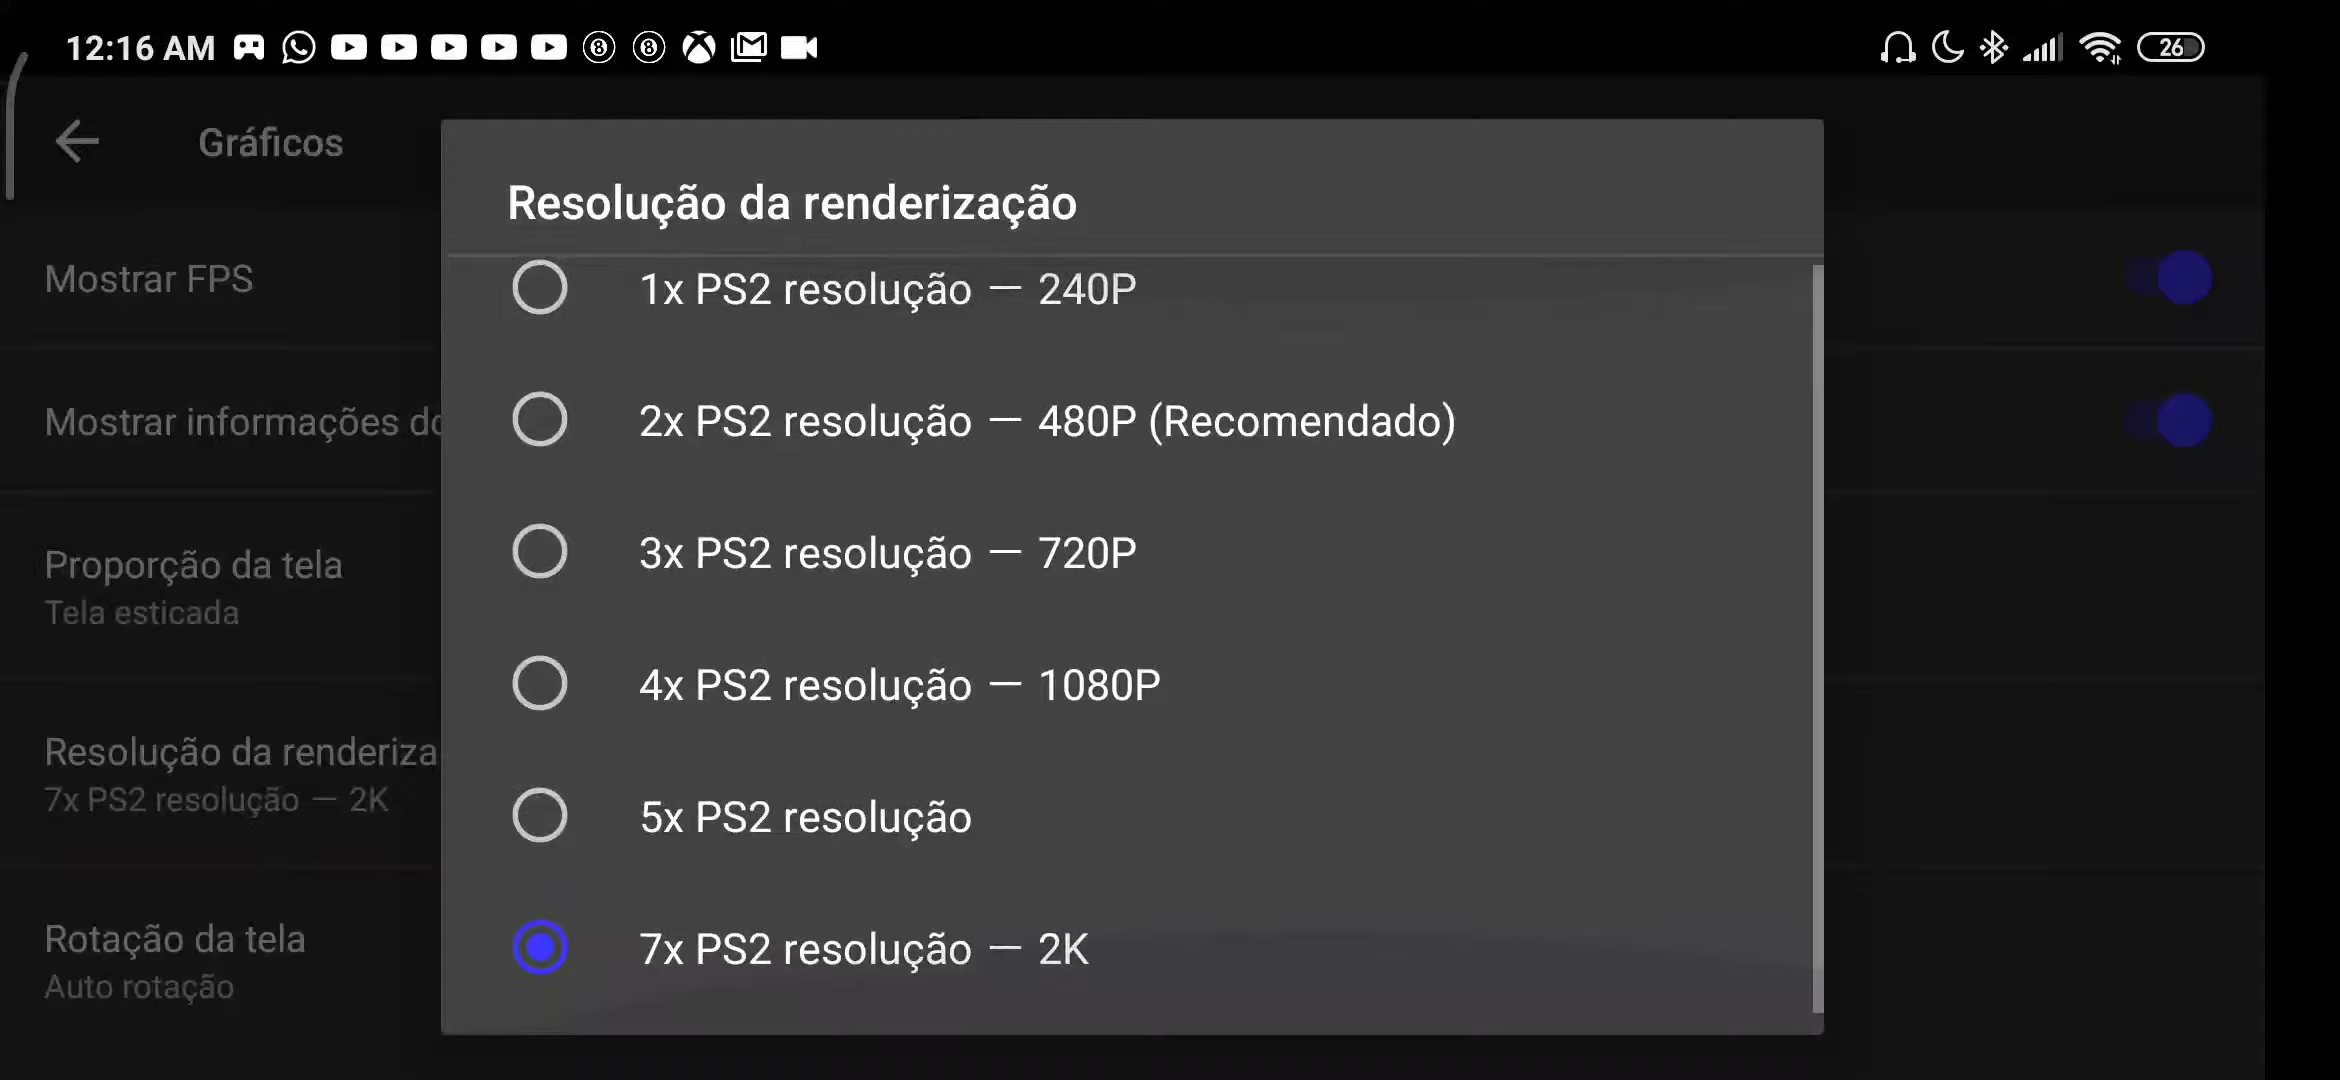 12:16 AM
26
Gráficos
Resolução da renderização
Mostrar FPS
1x PS2 resolução — 240P
2x PS2 resolução — 480P (Recomendado)
Mostrar informações do
3x PS2 resolução — 720P
Proporção da tela
Tela esticada
4x PS2 resolução — 1080P
Resolução da renderiza
7x PS2 resolução — 2K
5x PS2 resolução
7x PS2 resolução — 2K
Rotação da tela
Auto rotação